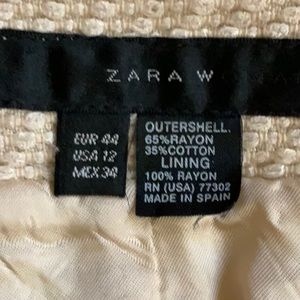 ZARA W
EUR 44
USA 12
MEX 34
OUTERSHELL.
65%RAYON
35%COTTON
LINING
100% RAYON
RN (USA) 77302
MADE IN SPAIN